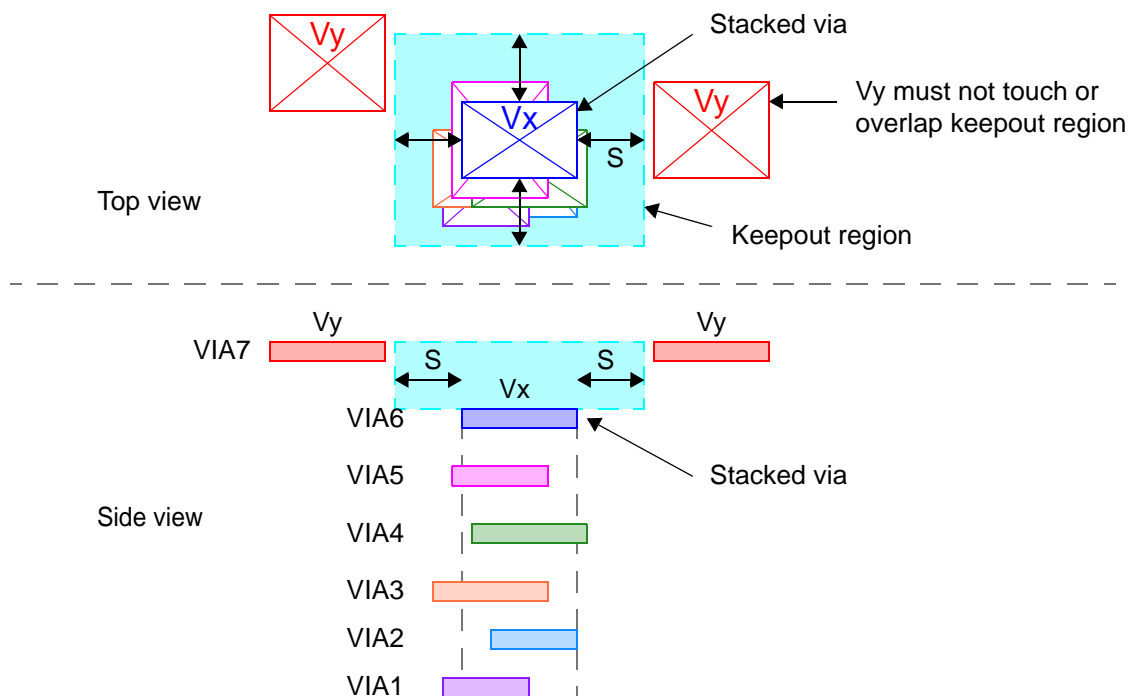 Vy
Stacked via
Vx
Vy
Vy must not touch or
overlap keepout region
S
Top view
Keepout region
Vy
Vy
VIA7
S
S
Vx
VIA6
VIA5
Stacked via
Side view
VIA4
VIA3
VIA2
VIA1